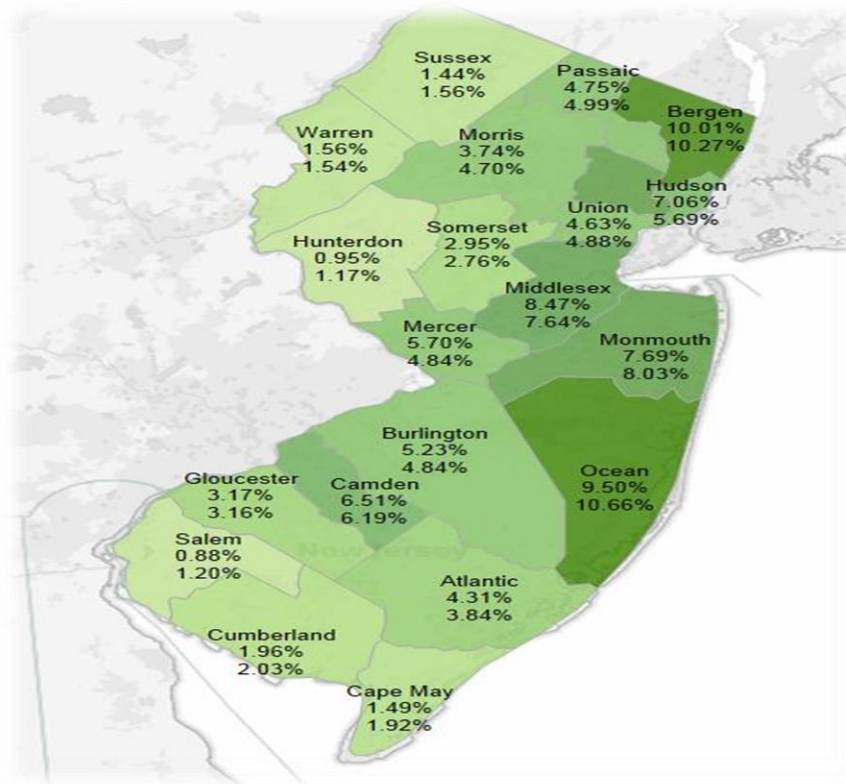 Sussex
1.44%
1.56%
Passaic
4.75%
4.99%
Bergen
10.01%
10.27%
Warren
1.56%
1.54%
Morris
3.74%
4.70%
Hudson
7.06%
5.69%
Union
4.63%
4.88%
Somerset
2.95%
2.76%
Hunterdon
0.95%
1.17%
Middlesex
8.47%
7.64%
Mercer
5.70%
4.84%
Monmouth
7.69%
8.03%
Burlington
5.23%
4.84%
Ocean
9.50%
10.66%
Gloucester
3.17%
3.16%
Camden
6.51%
6.19%
Salem
0.88%
1.20%
New Jersey
Atlantic
4.31%
3.84%
Cumberland
1.96%
2.03%
Cape May
1.49%
1.92%